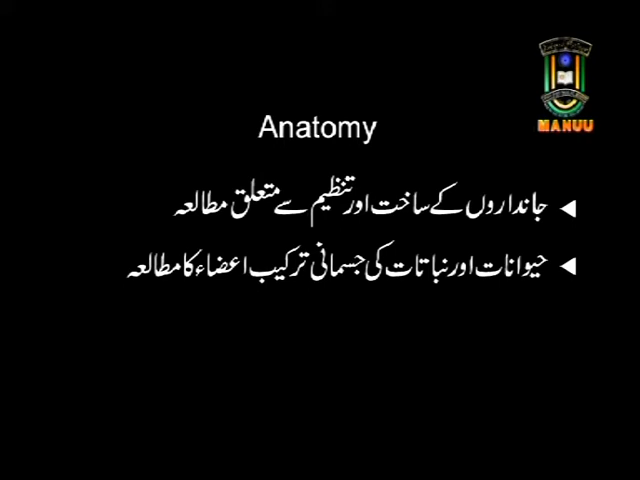 MANUU
Anatomy
جانداروں کے ساخت اور تنظیم سے متعلق مطالعہ
حیوانات اور نباتات کی جسمانی ترکیب اعضاء کا مطالعہ